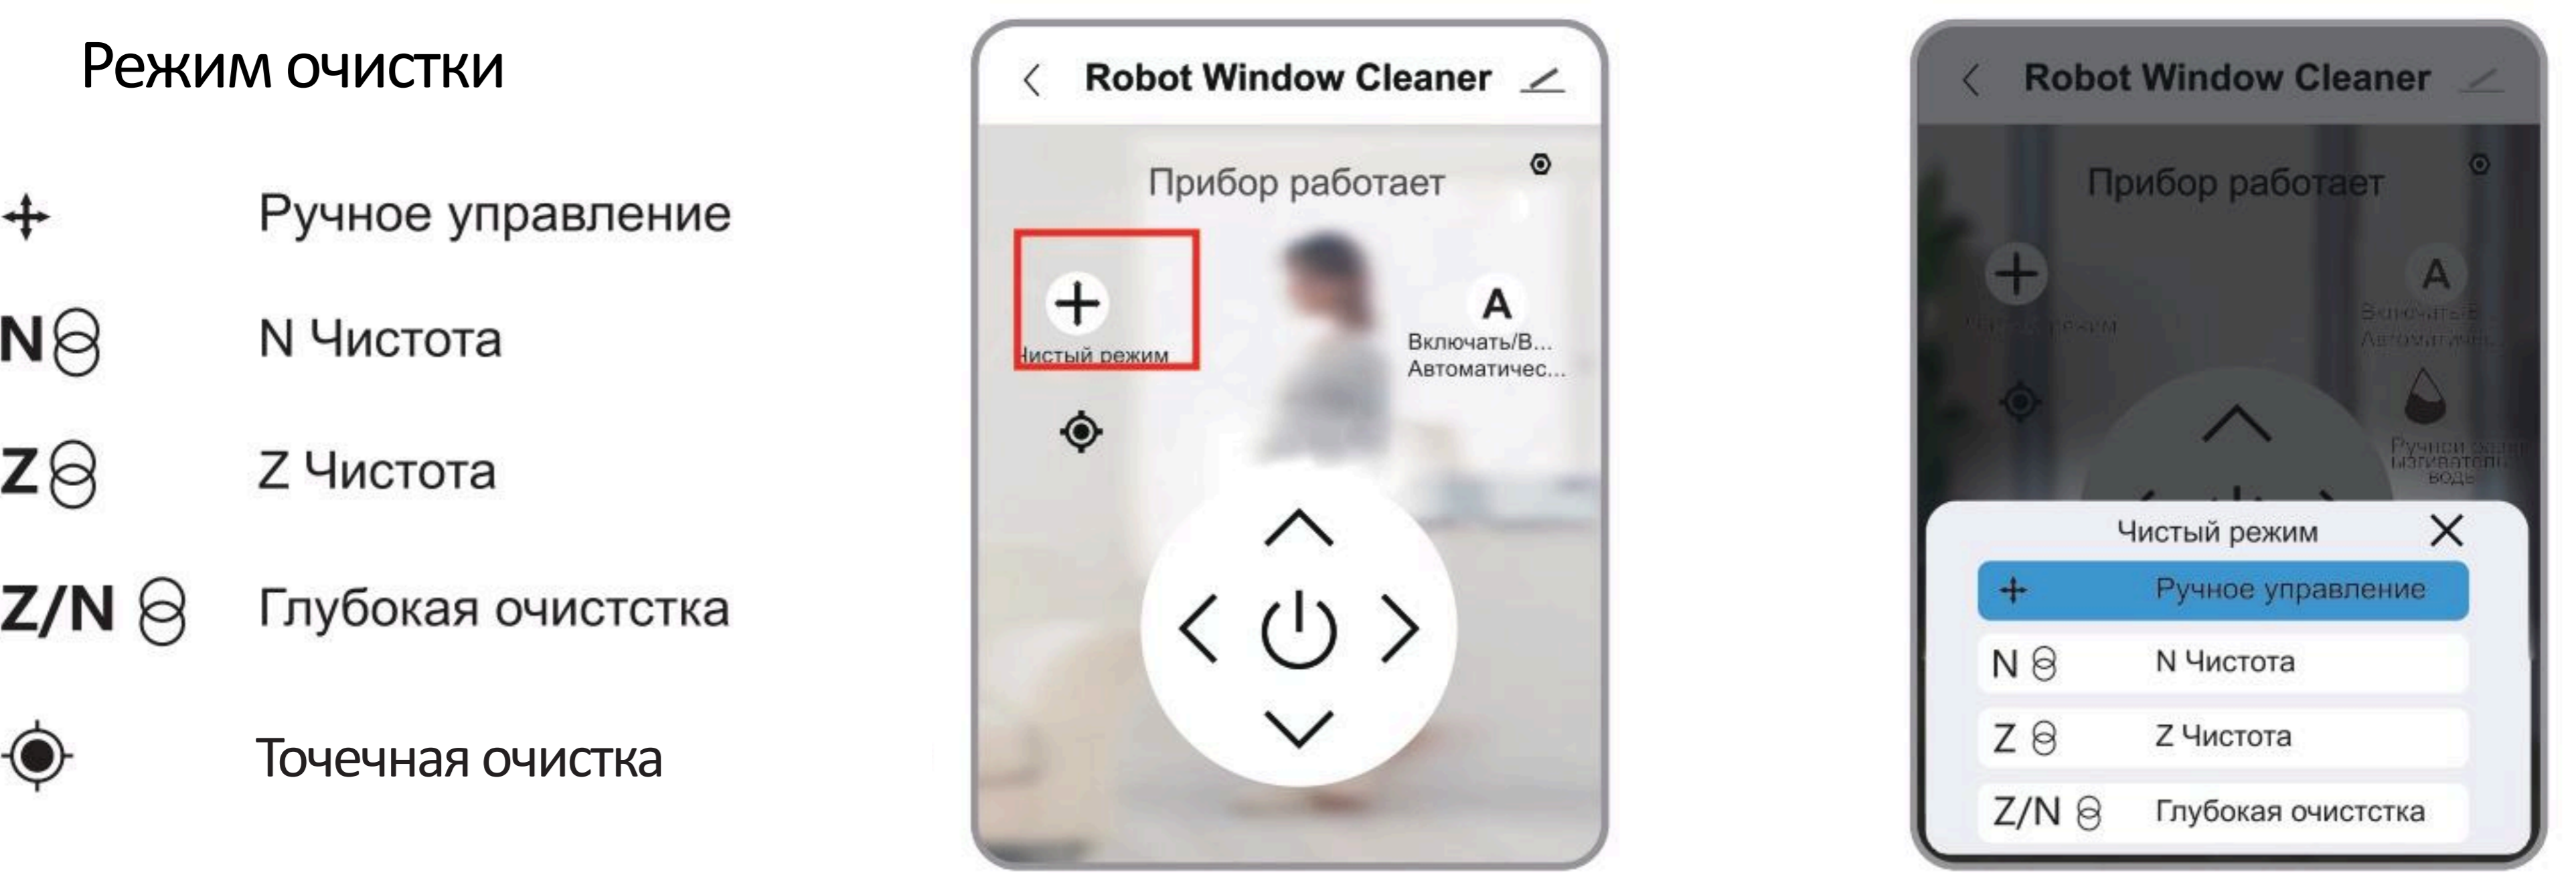 Режим очистки
Ручное управление
N
N Чистота
Z
Z Чистота
Z/N
Глубокая очистстка
Точечная очистка
Robot Window Cleaner
Прибор работает
Чистый режим
A
Включать/В...
Автоматичес...
Robot Window Cleaner
Прибор работает
A
Чистый режим
Ручное управление
N
N Чистота
Z
Z Чистота
Z/N
Глубокая очистстка